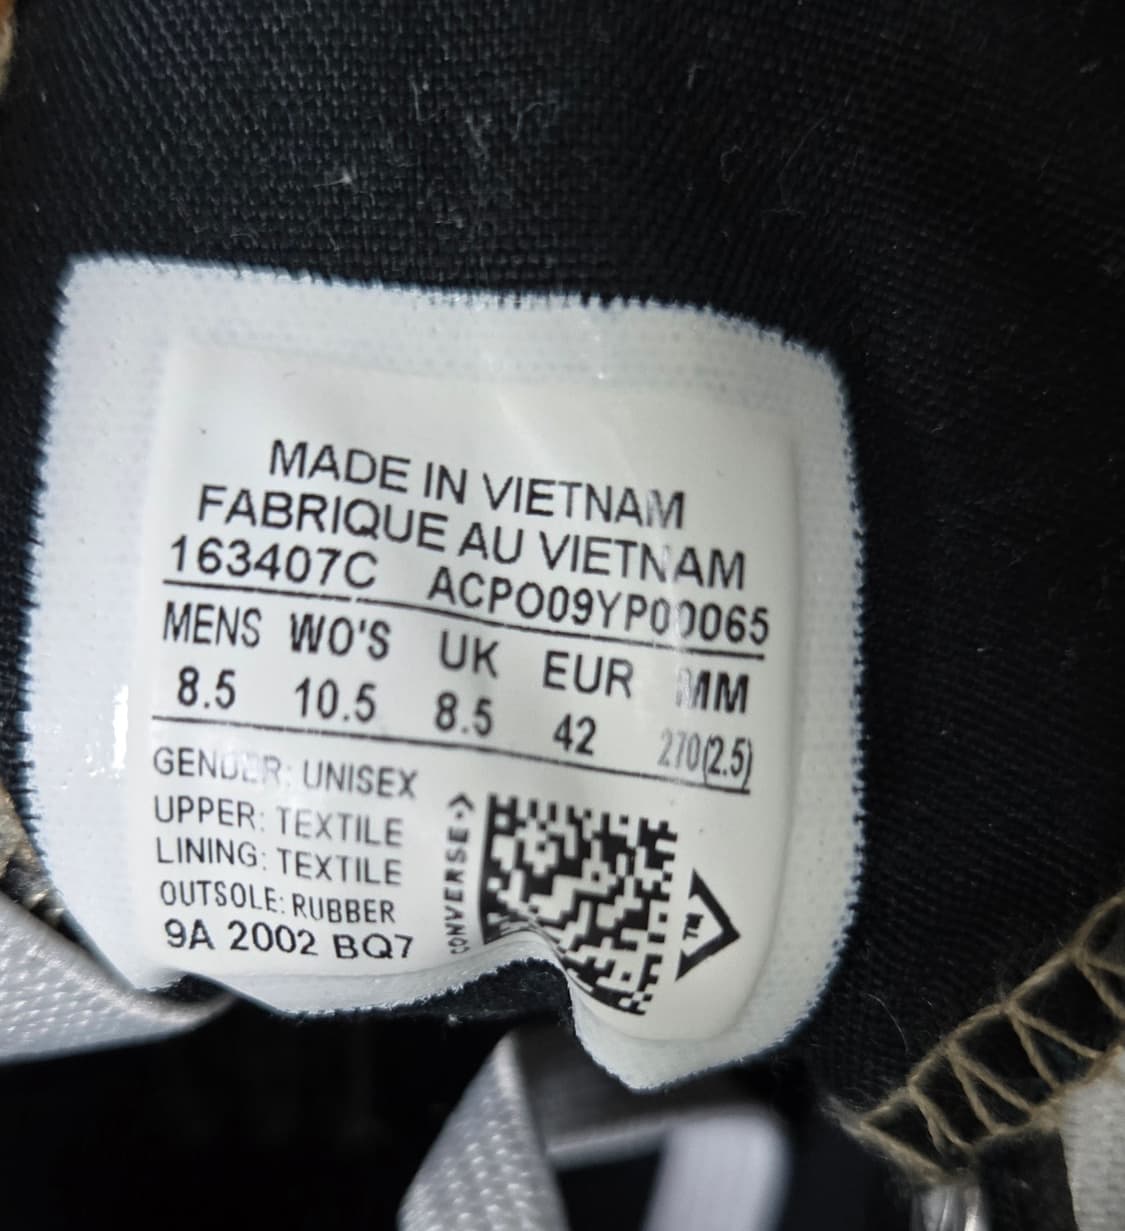 MADE IN VIETNAM
FABRIQUE AU VIETNAM
163407C ACPO09YP00065
MENS WO'S UK EUR MM
8.5 10.5 8.5 42 270(2.5)
GENDER: UNISEX
UPPER: TEXTILE
LINING: TEXTILE
OUTSOLE: RUBBER
9A 2002 BQ7
CONVERSE